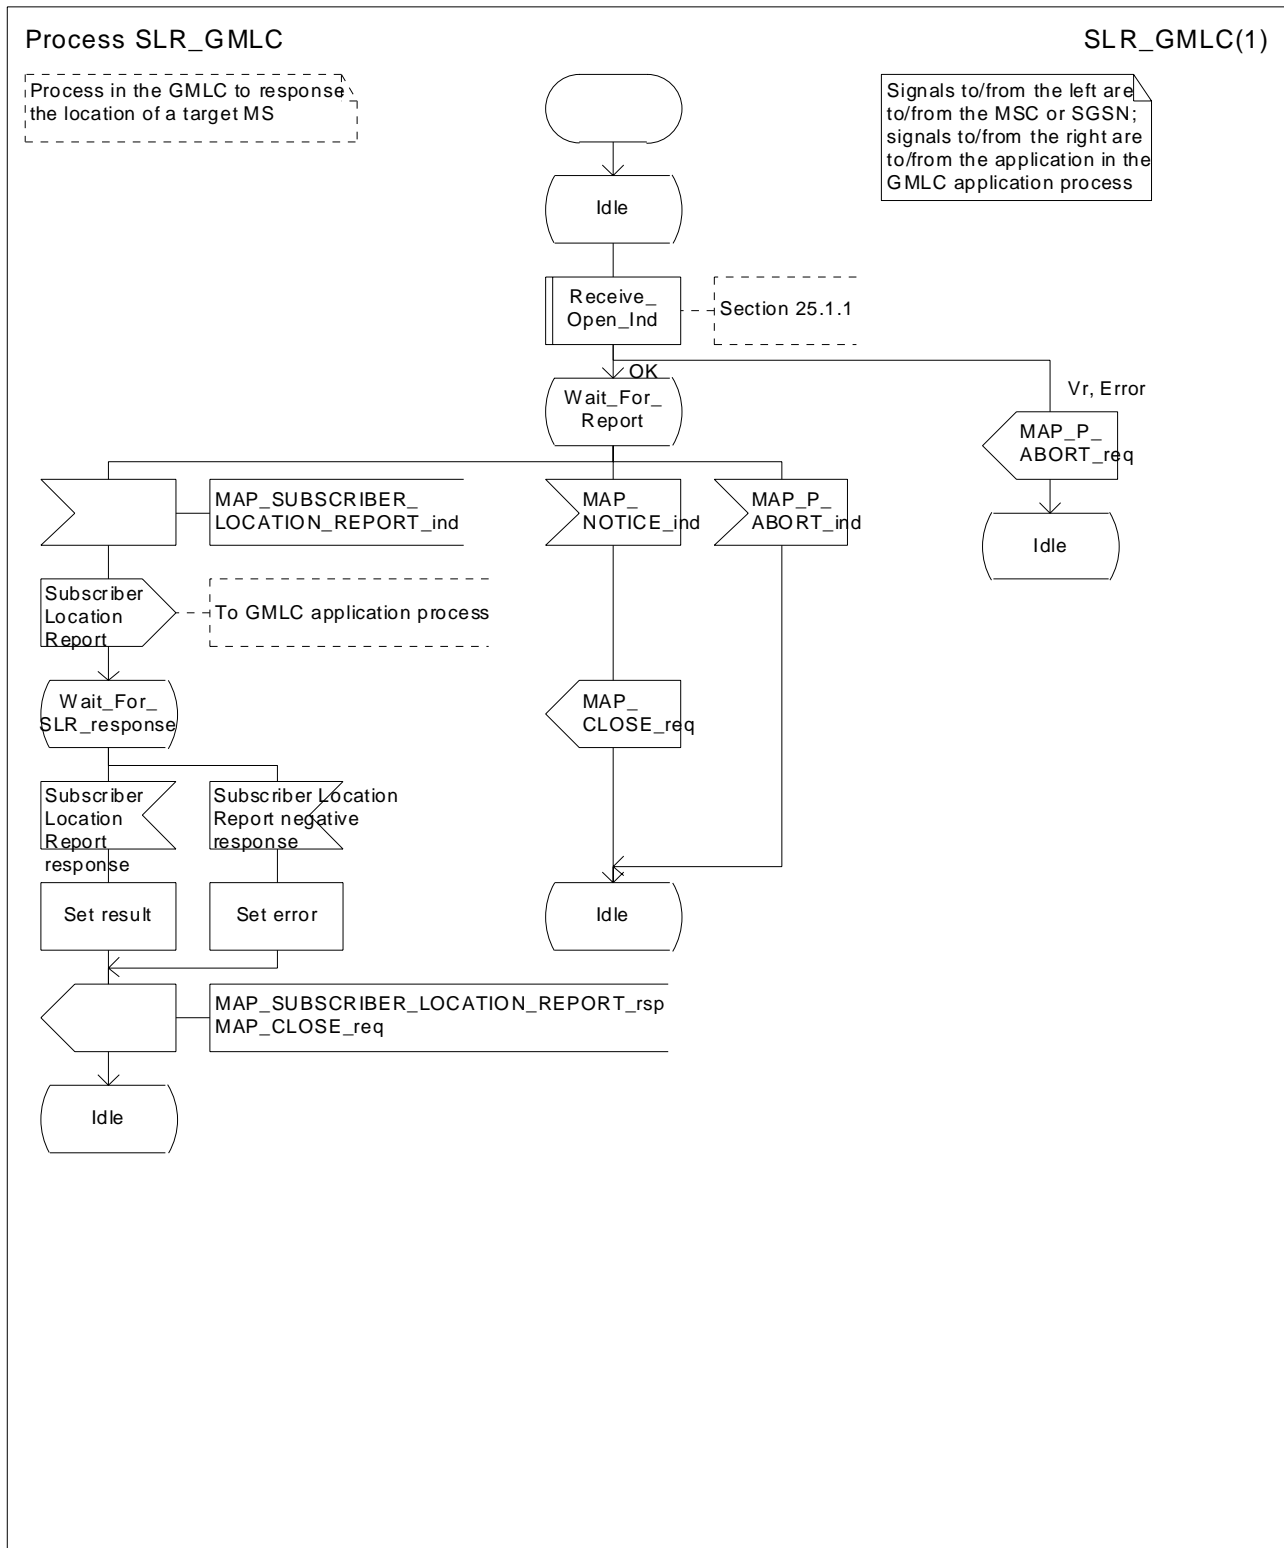 Process SLR_GMLC
SLR_GMLC(1)
Process in the GMLC to response
the location of a target MS
Signals to/from the left are
to/from the MSC or SGSN;
signals to/from the right are
to/from the application in the
GMLC application process
Idle
Receive_
Open_Ind
Section 25.1.1
OK
Vr, Error
Wait_For_
Report
MAP_P_
ABORT_req
Idle
MAP_SUBSCRIBER_
LOCATION_REPORT_ind
MAP_
NOTICE_ind
MAP_P_
ABORT_ind
Subscriber
Location
Report
To GMLC application process
Wait_For_
SLR_response
MAP_
CLOSE_req
Subscriber
Location
Report
response
Subscriber Location
Report negative
response
Set result
Set error
Idle
MAP_SUBSCRIBER_LOCATION_REPORT_rsp
MAP_CLOSE_req
Idle